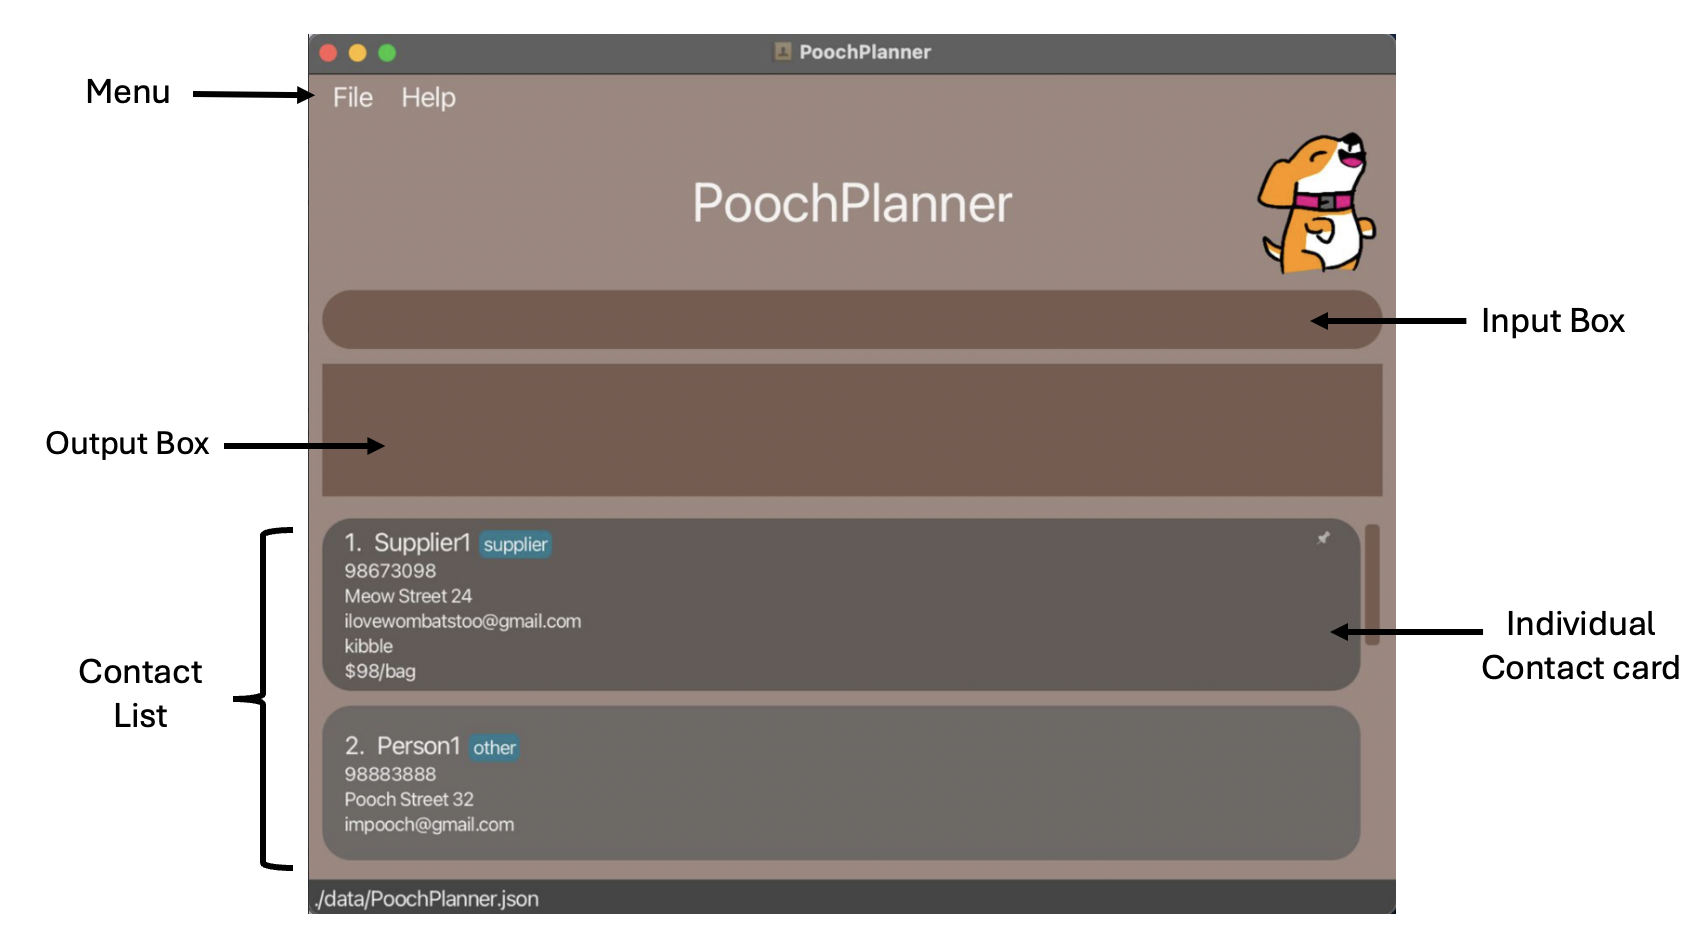 PoochPlanner
Menu
File Help
PoochPlanner
Input Box
Output Box
1. Supplier1 supplier
98673098
Meow Street 24
ilovewombatstoo@gmail.com
kibble
$98/bag
Individual
Contact card
Contact
List
2. Person1 other
98883888
Pooch Street 32
impooch@gmail.com
./data/PoochPlanner.json